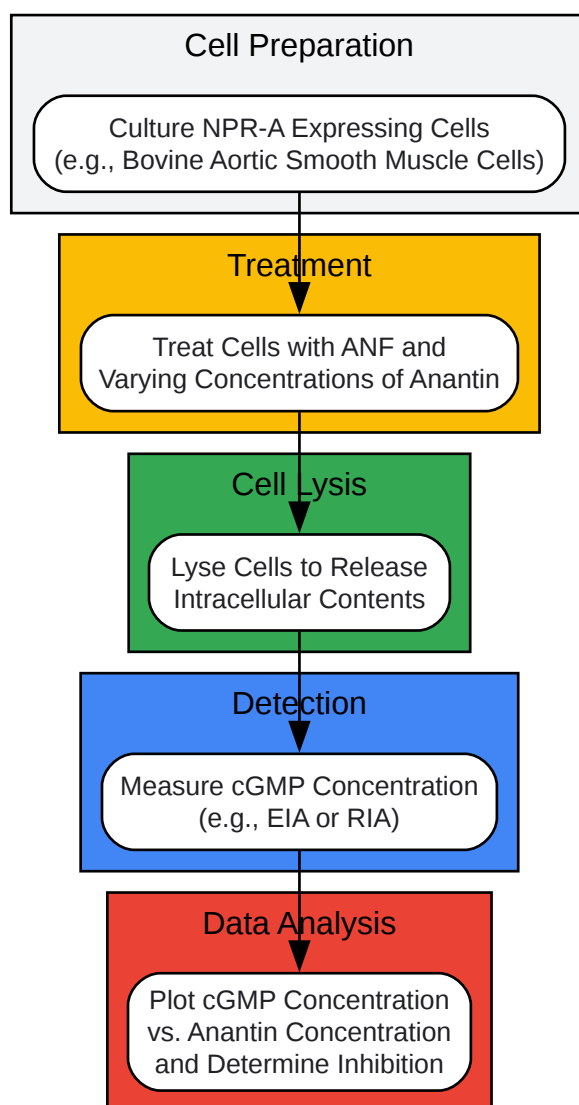 Cell Preparation
Culture NPR-A Expressing Cells
(e.g., Bovine Aortic Smooth Muscle Cells)
Treatment
Treat Cells with ANF and
Varying Concentrations of Anantin
Cell Lysis
Lyse Cells to Release
Intracellular Contents
Detection
Measure cGMP Concentration
(e.g., EIA or RIA)
Data Analysis
Plot cGMP Concentration
vs. Anantin Concentration
and Determine Inhibition